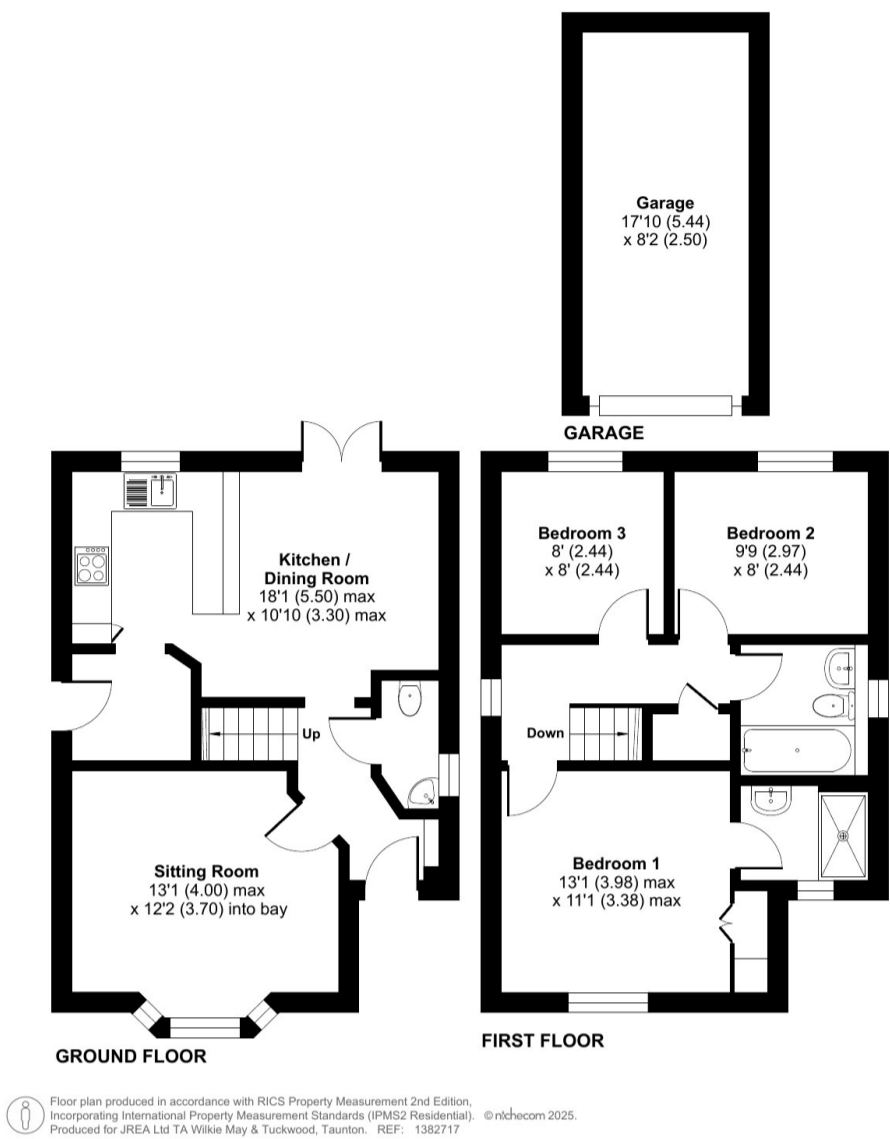 Garage
17'10 (5.44)
x 8'2 (2.50)
GARAGE
Kitchen /
Dining Room
18'1 (5.50) max
x 10'10 (3.30) max
Up
Sitting Room
13'1 (4.00) max
x 12'2 (3.70) into bay
GROUND FLOOR
Bedroom 3
8' (2.44)
x 8' (2.44)
Bedroom 2
9'9 (2.97)
x 8' (2.44)
Down
Bedroom 1
13'1 (3.98) max
x 11'1 (3.38) max
FIRST FLOOR
Floor plan produced in accordance with RICS Property Measurement 2nd Edition,
Incorporating International Property Measurement Standards (IPMS2 Residential). © nichecom 2025.
Produced for JREA Ltd TA Wilkie May & Tuckwood, Taunton. REF: 1382717